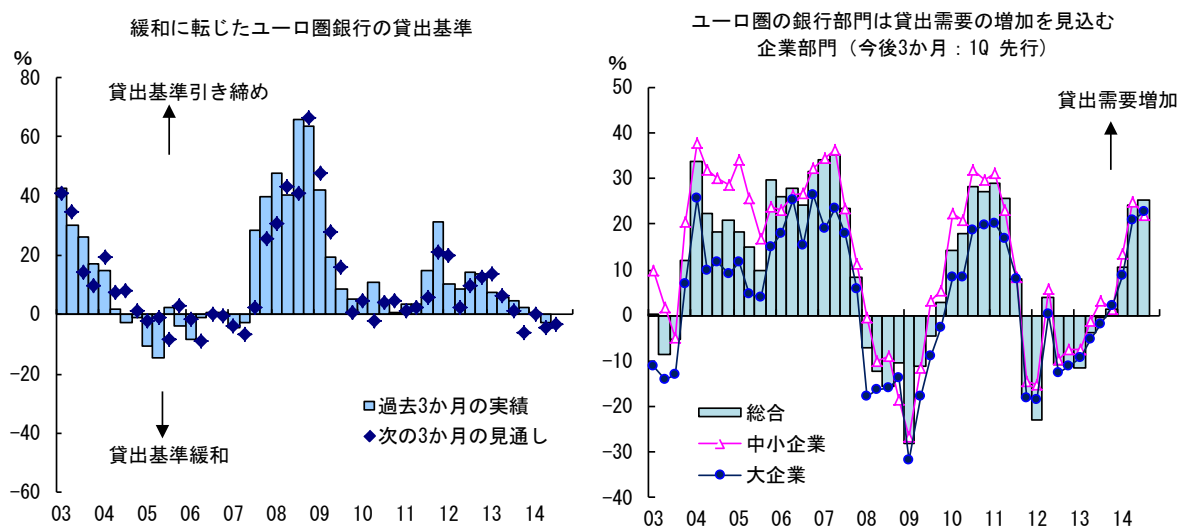 緩和に転じたユーロ圏銀行の貸出基準
%
80
60
40
20
0
-20
-40
-60
貸出基準引き締め
貸出基準緩和
過去3か月の実績
次の3か月の見通し
03 04 05 06 07 08 09 10 11 12 13 14
ユーロ圏の銀行部門は貸出需要の増加を見込む
企業部門（今後3か月：1Q 先行）
%
50
40
30
20
10
0
-10
-20
-30
-40
貸出需要増加
総合
中小企業
大企業
03 04 05 06 07 08 09 10 11 12 13 14